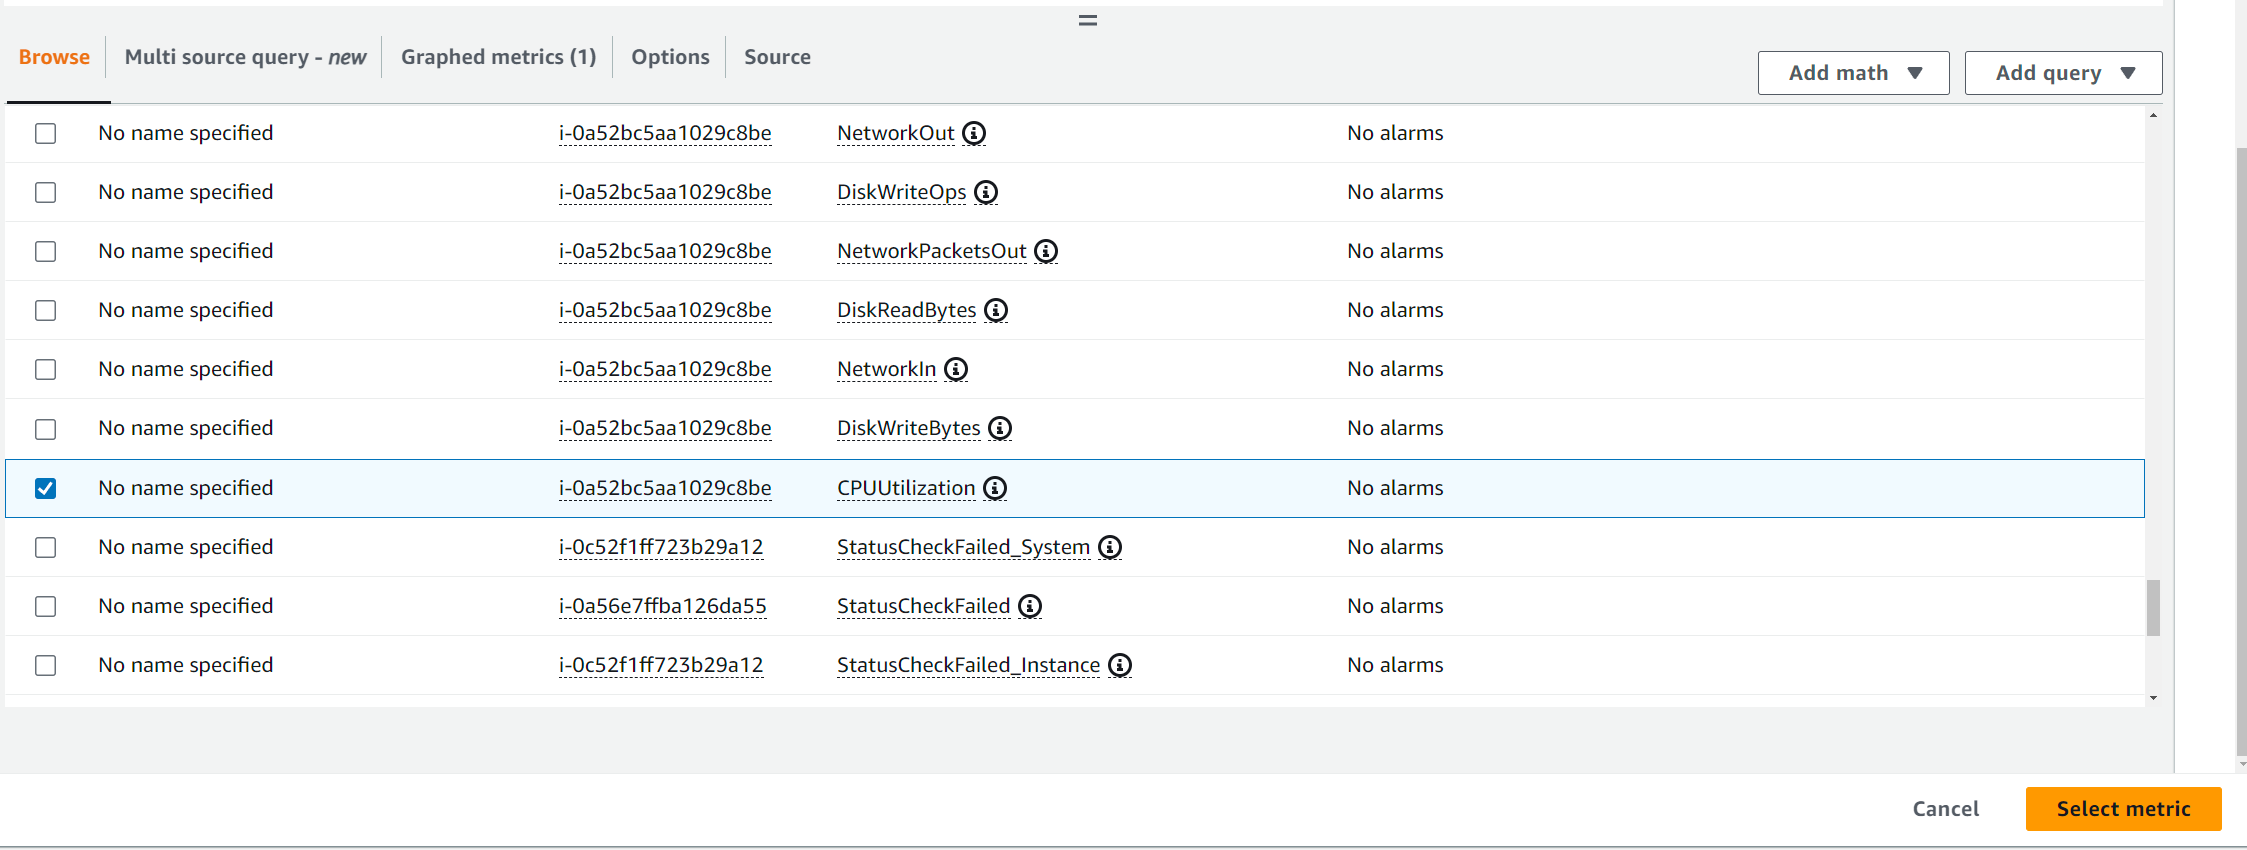 Browse Multi source query - new Graphed metrics (1) Options Source Add math Add query
No name specified i-0a52bc5aa1029c8be NetworkOut No alarms
No name specified i-0a52bc5aa1029c8be DiskWriteOps No alarms
No name specified i-0a52bc5aa1029c8be NetworkPacketsOut No alarms
No name specified i-0a52bc5aa1029c8be DiskReadBytes No alarms
No name specified i-0a52bc5aa1029c8be NetworkIn No alarms
No name specified i-0a52bc5aa1029c8be DiskWriteBytes No alarms
No name specified i-0a52bc5aa1029c8be CPUUtilization No alarms
No name specified i-0c52f1ff723b29a12 StatusCheckFailed_System No alarms
No name specified i-0a56e7ffba126da55 StatusCheckFailed No alarms
No name specified i-0c52f1ff723b29a12 StatusCheckFailed_Instance No alarms
Cancel Select metric